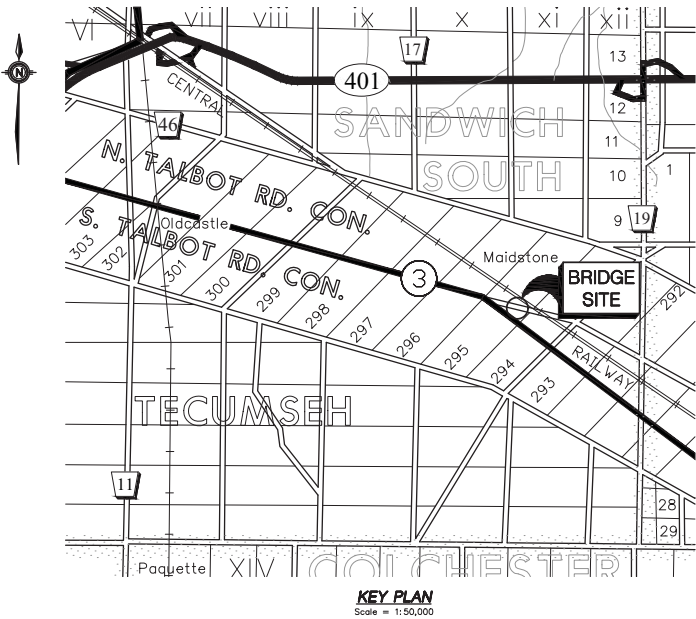 VI vii viii ix x xi xii
N
17
13
401
CENTRAL
12
SANDWICH
46
11
N. TALBOT RD. CON.
SOUTH
10
1
Oldcastle
9
19
S. TALBOT RD. CON.
303
302
301
300
299
298
297
296
295
294
293
292
Maidstone
3
BRIDGE
SITE
RAILWAY
TECUMSEH
11
28
29
Paquette
XIV
COLCHESTER
KEY PLAN
Scale = 1:50,000